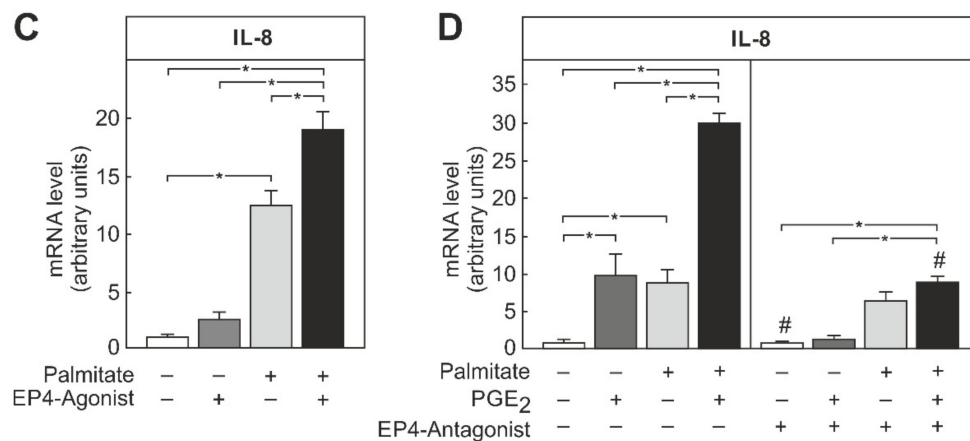 C
IL-8
mRNA level
(arbitrary units)
20
15
10
5
0
* * * *
Palmitate – – + +
EP4-Agonist – + – +
D
IL-8
mRNA level
(arbitrary units)
35
30
25
20
15
10
5
0
* * * * * * *
# #
Palmitate – – + + – – + +
PGE2 – + – + – + – +
EP4-Antagonist + + + +